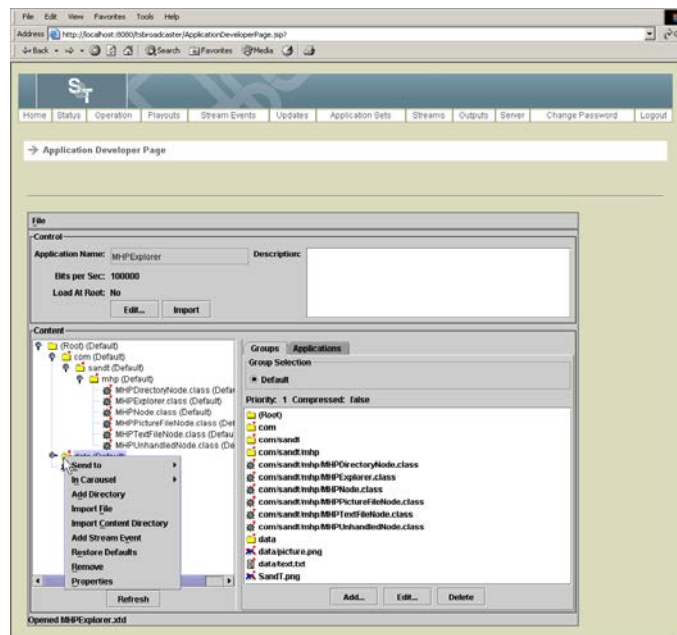 File Edit View Favorites Tools Help
Address http://localhost:8080/tsbroadcaster/ApplicationDeveloperPage.jsp?
Back Search Favorites Media
S&T
Home Status Operation Playouts Stream Events Updates Application Sets Streams Outputs Server Change Password Logout
Application Developer Page
File
Control
Application Name: MHPExplorer Description:
Bits per Sec: 100000
Load At Root: No
Edit... Import
Content
(Root) (Default)
com (Default)
sandt (Default)
mhp (Default)
MHPDirectoryNode.class (Defau
MHPExplorer.class (Default)
MHPNode.class (Default)
MHPPictureFileNode.class (Def
MHPTextFileNode.class (Defau
MHPUnhandledNode.class (De
data (Default)
Send to
In Carousel
Add Directory
Import File
Import Content Directory
Add Stream Event
Restore Defaults
Remove
Properties
Refresh
Groups Applications
Group Selection
Default
Priority: 1 Compressed: false
(Root)
com
com/sandt
com/sandt/mhp
com/sandt/mhp/MHPDirectoryNode.class
com/sandt/mhp/MHPExplorer.class
com/sandt/mhp/MHPNode.class
com/sandt/mhp/MHPPictureFileNode.class
com/sandt/mhp/MHPTextFileNode.class
com/sandt/mhp/MHPUnhandledNode.class
data
data/picture.png
data/text.txt
SandT.png
Add... Edit... Delete
Opened MHPExplorer.xtd